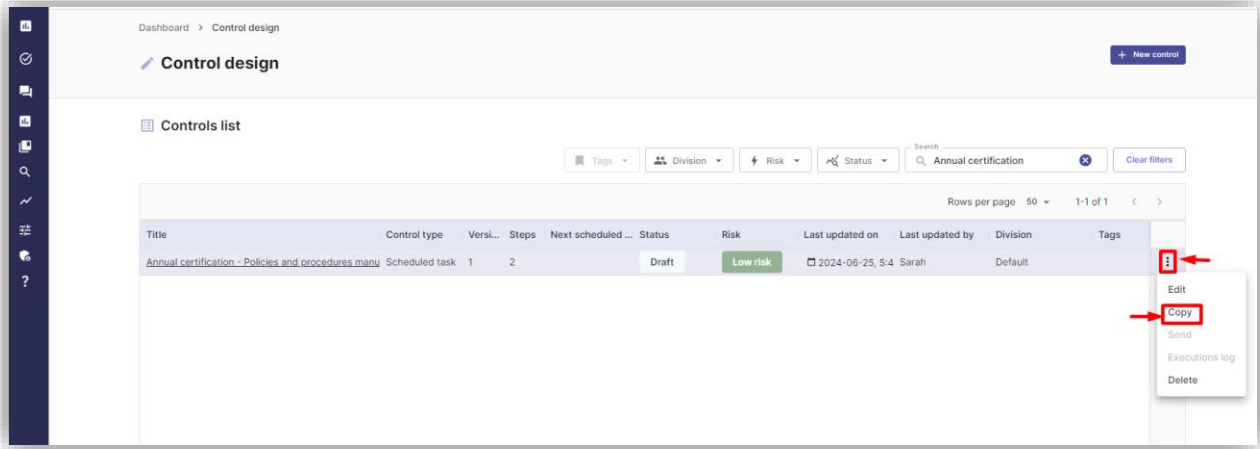 Dashboard > Control design
Control design
+ New control
Controls list
Tags
Division
Risk
Status
Search
Annual certification
Clear filters
Rows per page 50 1-1 of 1 < >
Title Control type Versi... Steps Next scheduled ... Status Risk Last updated on Last updated by Division Tags
Annual certification - Policies and procedures manu Scheduled task 1 2 Draft Low risk 2024-06-25, 5:4 Sarah Default
Edit
Copy
Send
Executions log
Delete
?